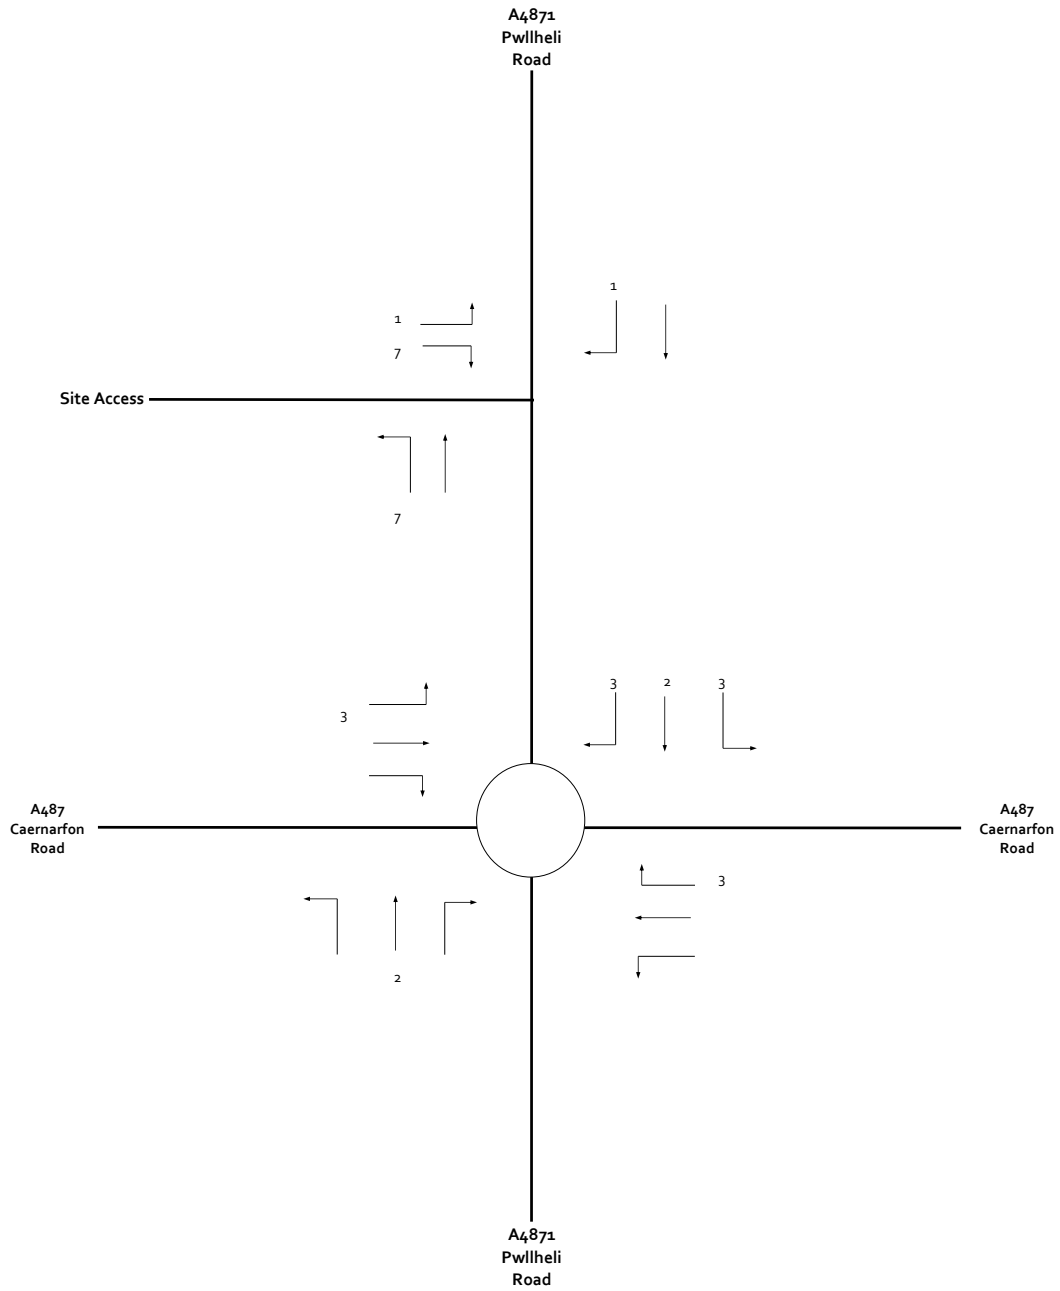 A4871
Pwllheli
Road
1
1
7
Site Access
7
3
2
3
3
A487
Caernarfon
Road
A487
Caernarfon
Road
3
2
A4871
Pwllheli
Road